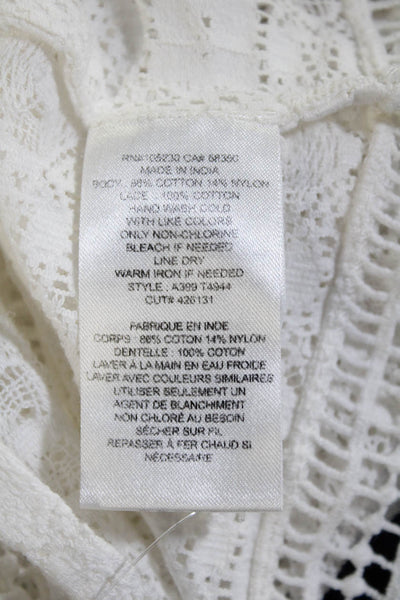 RN# 105230 CA# 58350
MADE IN INDIA
BODY : 86% COTTON 14% NYLON
LACE : 100% COTTON
HAND WASH COLD
WITH LIKE COLORS
ONLY NON-CHLORINE
BLEACH IF NEEDED
LINE DRY
WARM IRON IF NEEDED
STYLE : A399 T4944
CUT# 426131
FABRIQUE EN INDE
CORPS : 86% COTON 14% NYLON
DENTELLE : 100% COTON
LAVER À LA MAIN EN EAU FROIDE
LAVER AVEC COULEURS SIMILAIRES
UTILISER SEULEMENT UN
AGENT DE BLANCHIMENT
NON CHLORÉ AU BESOIN
SÉCHER SUR FIL
REPASSER À FER CHAUD SI
NÉCESSAIRE